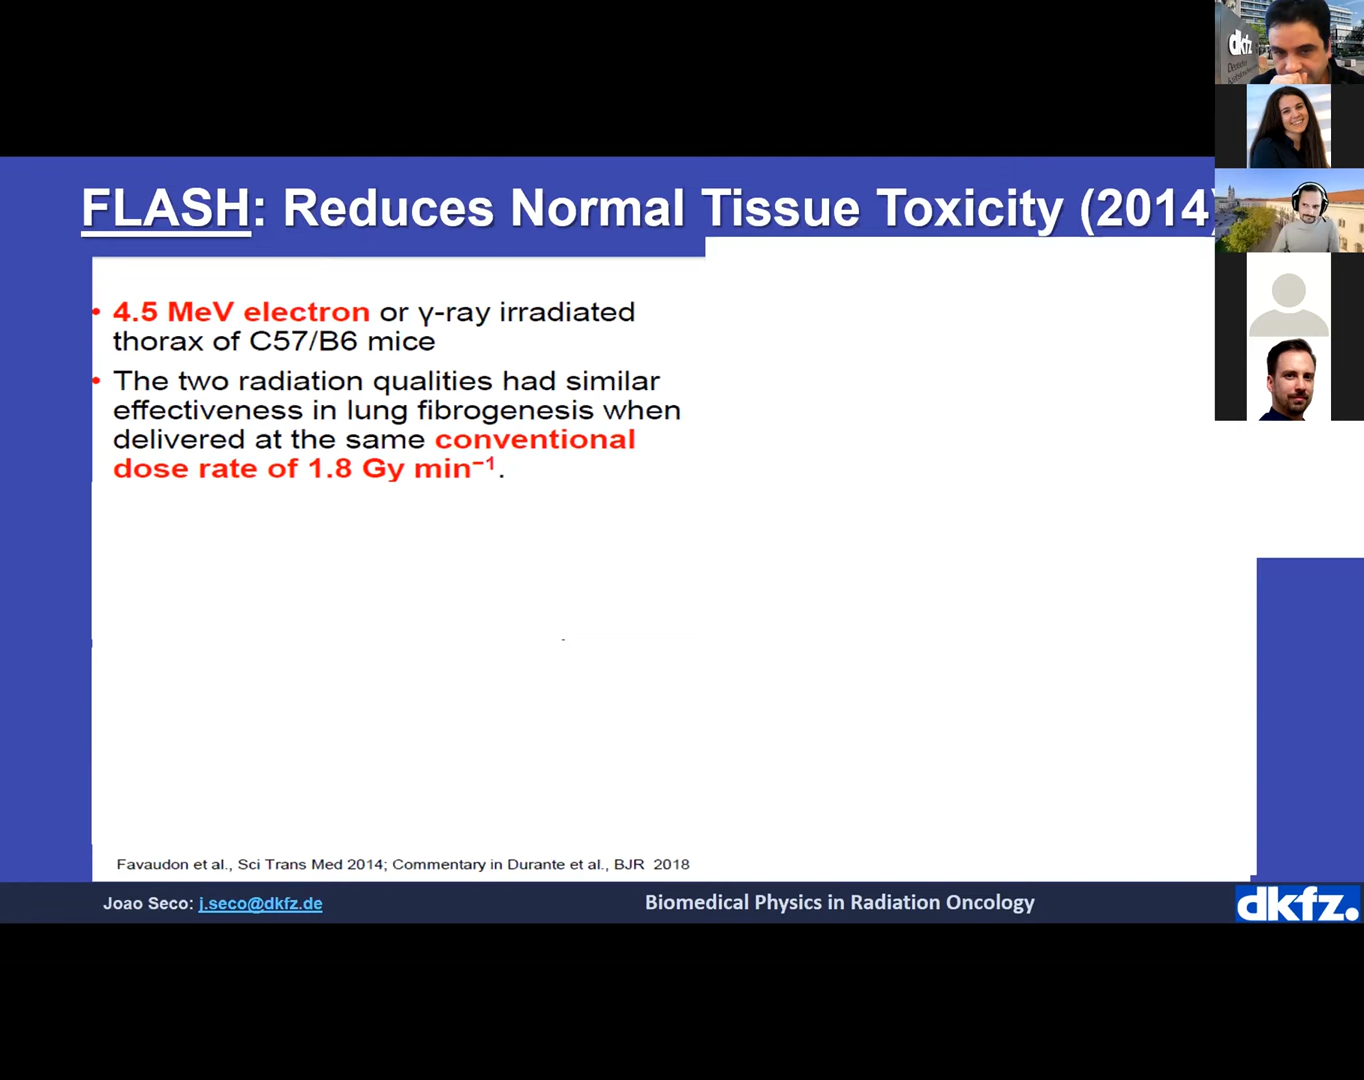 dkfz
FLASH: Reduces Normal Tissue Toxicity (2014)
• 4.5 MeV electron or γ-ray irradiated
thorax of C57/B6 mice
• The two radiation qualities had similar
effectiveness in lung fibrogenesis when
delivered at the same conventional
dose rate of 1.8 Gy min⁻¹.
Favaudon et al., Sci Trans Med 2014; Commentary in Durante et al., BJR 2018
Joao Seco: j.seco@dkfz.de
Biomedical Physics in Radiation Oncology
dkfz.